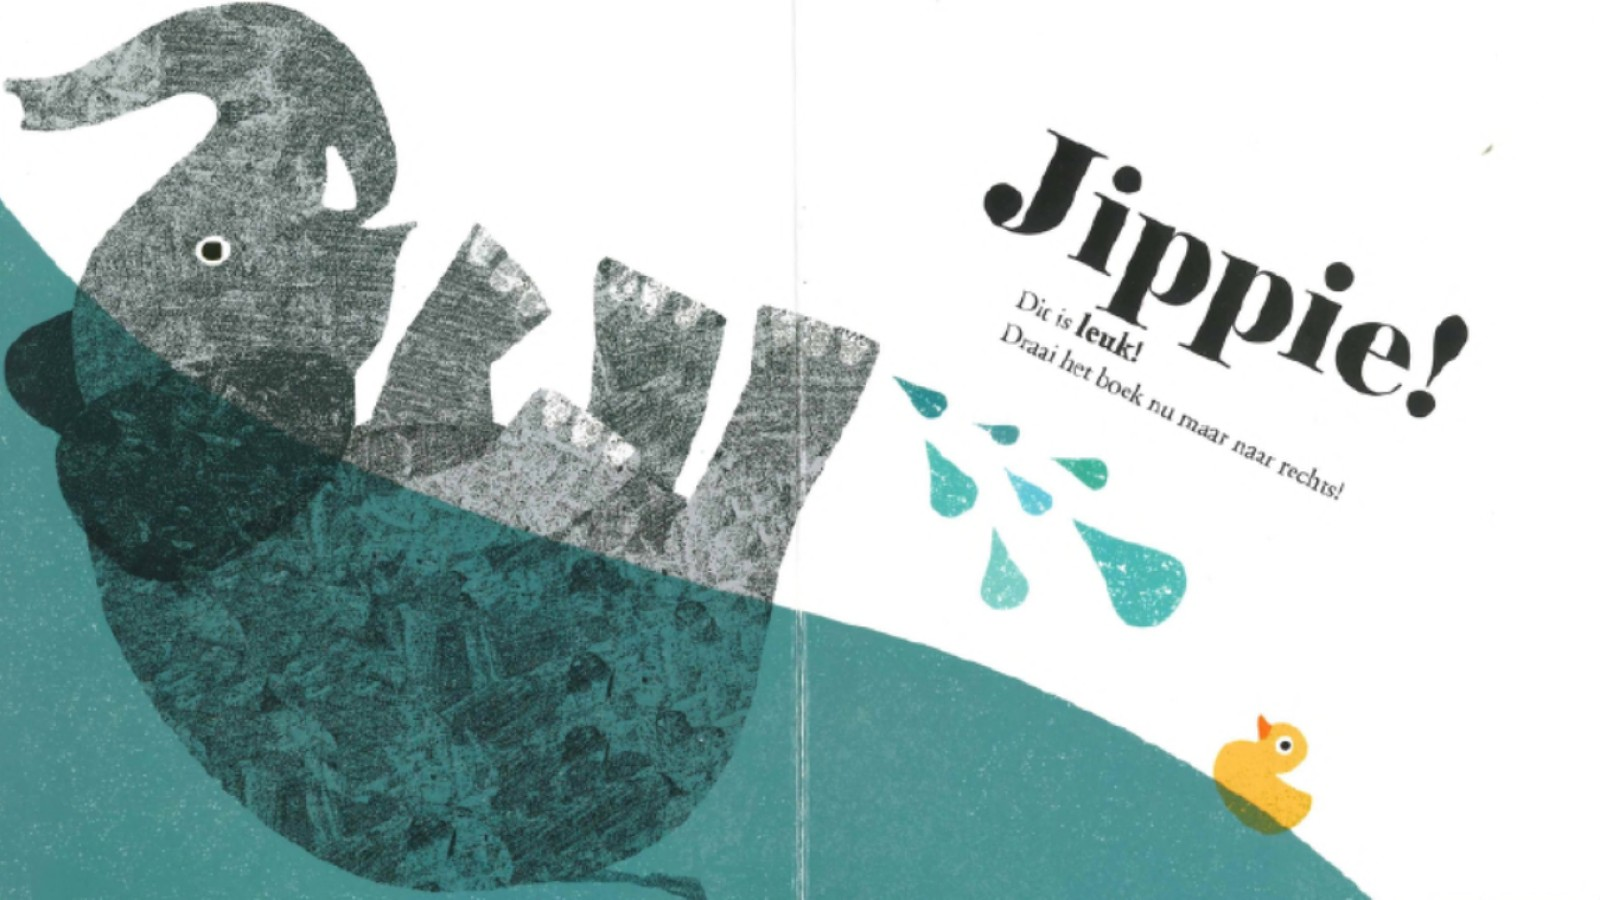 Jippie!
Dit is leuk!
Draai het boek nu maar naar rechts!